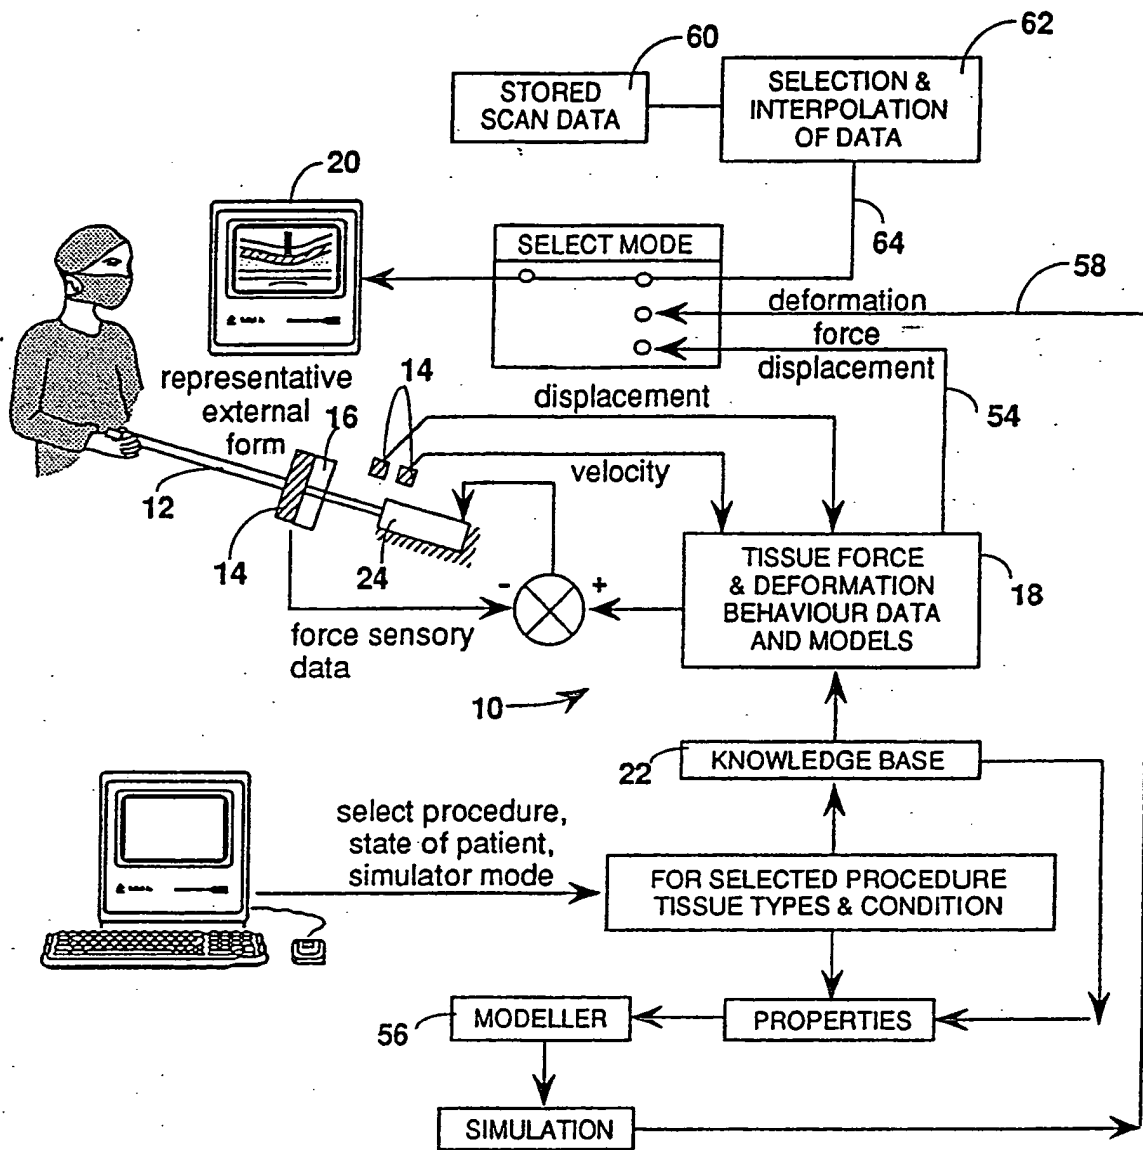 60
62
STORED
SCAN DATA
SELECTION &
INTERPOLATION
OF DATA
20
64
SELECT MODE
58
deformation
force
displacement
54
representative
external
form
16
14
displacement
velocity
12
14
24
-
+
TISSUE FORCE
& DEFORMATION
BEHAVIOUR DATA
AND MODELS
18
force sensory
data
10
22
KNOWLEDGE BASE
select procedure,
state of patient,
simulator mode
FOR SELECTED PROCEDURE
TISSUE TYPES & CONDITION
56
MODELLER
PROPERTIES
SIMULATION